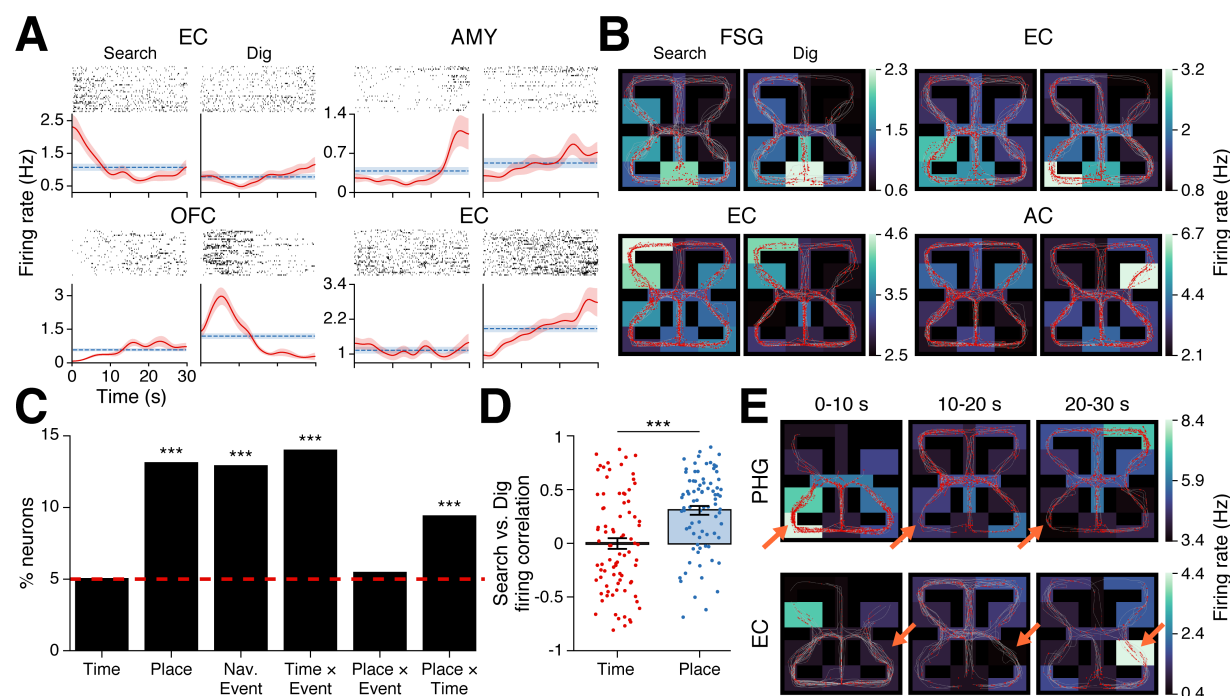 A
EC
Search Dig
AMY
Firing rate (Hz)
2.5
1.5
0.5
1.4
0.7
0
OFC
EC
3
1.5
0
3.4
2.2
1
0 10 20 30
Time (s)
B
FSG
Search Dig
EC
2.3
1.5
0.6
3.2
2
0.8
EC
AC
4.6
3.5
2.5
6.7
4.4
2.1
Firing rate (Hz)
C
% neurons
15
10
5
0
***
***
***
***
Time
Place
Nav.
Event
Time ×
Event
Place ×
Event
Place ×
Time
D
Search vs. Dig
firing correlation
***
1
0.5
0
-0.5
-1
Time Place
E
0-10 s 10-20 s 20-30 s
PHG
8.4
5.9
3.4
EC
4.4
2.4
0.4
Firing rate (Hz)